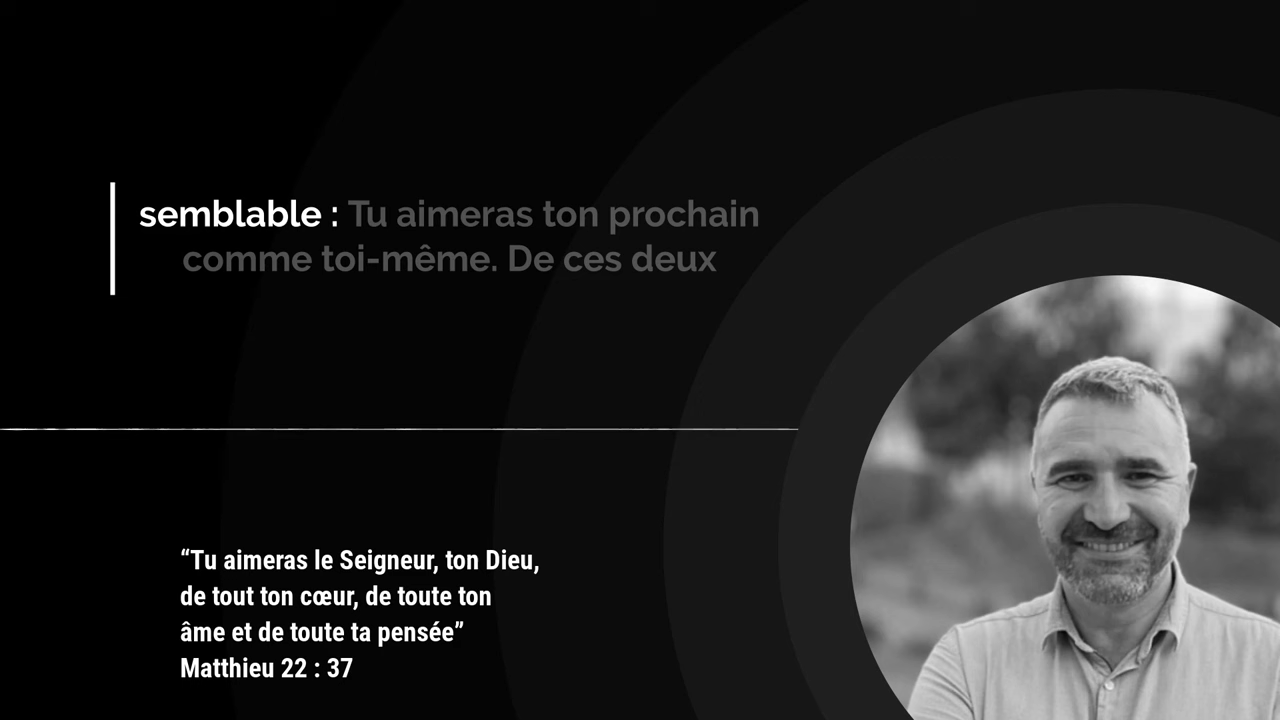 semblable : Tu aimeras ton prochain
comme toi-même. De ces deux
“Tu aimeras le Seigneur, ton Dieu,
de tout ton cœur, de toute ton
âme et de toute ta pensée”
Matthieu 22 : 37